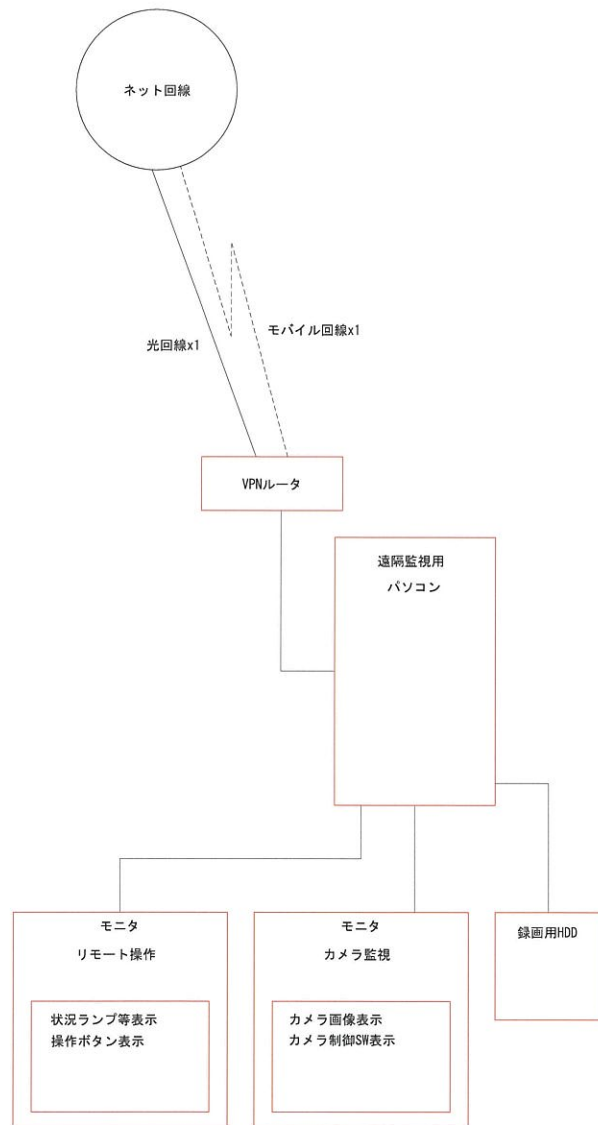 ネット回線
光回線x1
モバイル回線x1
VPNルータ
遠隔監視用
パソコン
モニタ
リモート操作
状況ランプ等表示
操作ボタン表示
モニタ
カメラ監視
カメラ画像表示
カメラ制御SW表示
録画用HDD